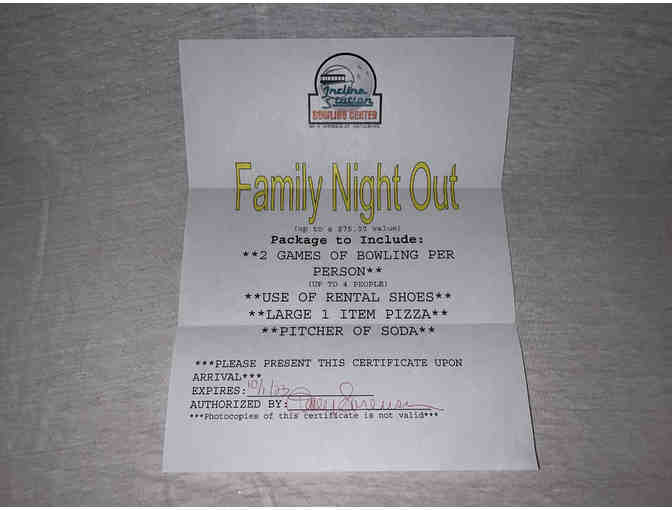 Incline
Station
BOWLING CENTER
Family Night Out
(up to a $75.00 value)
Package to Include:
**2 GAMES OF BOWLING PER
PERSON**
(UP TO 4 PEOPLE)
**USE OF RENTAL SHOES**
**LARGE 1 ITEM PIZZA**
**PITCHER OF SODA**
***PLEASE PRESENT THIS CERTIFICATE UPON
ARRIVAL***
EXPIRES: 10/1/23
AUTHORIZED BY:
***Photocopies of this certificate is not valid***